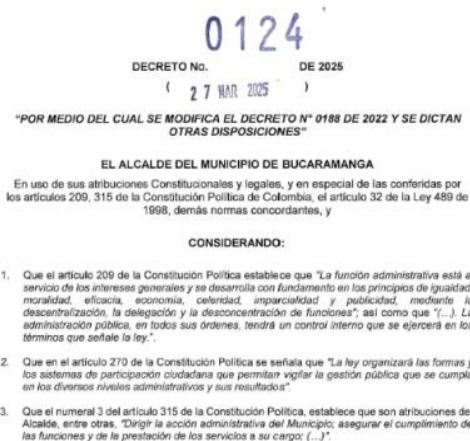 0124
DECRETO No. DE 2025
( 27 MAR 2025 )
"POR MEDIO DEL CUAL SE MODIFICA EL DECRETO N° 0188 DE 2022 Y SE DICTAN
OTRAS DISPOSICIONES"
EL ALCALDE DEL MUNICIPIO DE BUCARAMANGA
En uso de sus atribuciones Constitucionales y legales, y en especial de las conferidas por
los artículos 209, 315 de la Constitución Política de Colombia, el artículo 32 de la Ley 489 de
1998, demás normas concordantes, y
CONSIDERANDO:
1. Que el artículo 209 de la Constitución Política establece que "La función administrativa está a
servicio de los intereses generales y se desarrolla con fundamento en los principios de igualdad
moralidad, eficacia, economía, celeridad, imparcialidad y publicidad, mediante l
descentralización, la delegación y la desconcentración de funciones"; así como que "(...). La
administración pública, en todos sus órdenes, tendrá un control interno que se ejercerá en lo
términos que señale la ley.".
2. Que en el artículo 270 de la Constitución Política se señala que "La ley organizará las formas y
los sistemas de participación ciudadana que permitan vigilar la gestión pública que se cumpla
en los diversos niveles administrativos y sus resultados".
3. Que el numeral 3 del artículo 315 de la Constitución Política, establece que son atribuciones de
Alcalde, entre otras, "Dirigir la acción administrativa del Municipio; asegurar el cumplimiento de
las funciones y de la prestación de los servicios a su cargo; (...)".